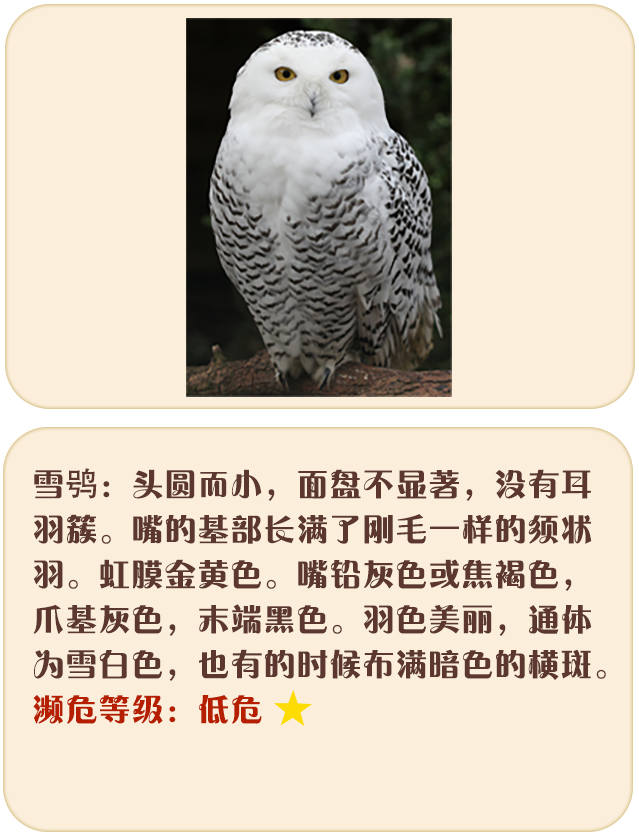 雪鸮：头圆而小，面盘不显著，没有耳
羽簇。嘴的基部长满了刚毛一样的须状
羽。虹膜金黄色。嘴铅灰色或焦褐色，
爪基灰色，末端黑色。羽色美丽，通体
为雪白色，也有的时候布满暗色的横斑。
濒危等级：低危